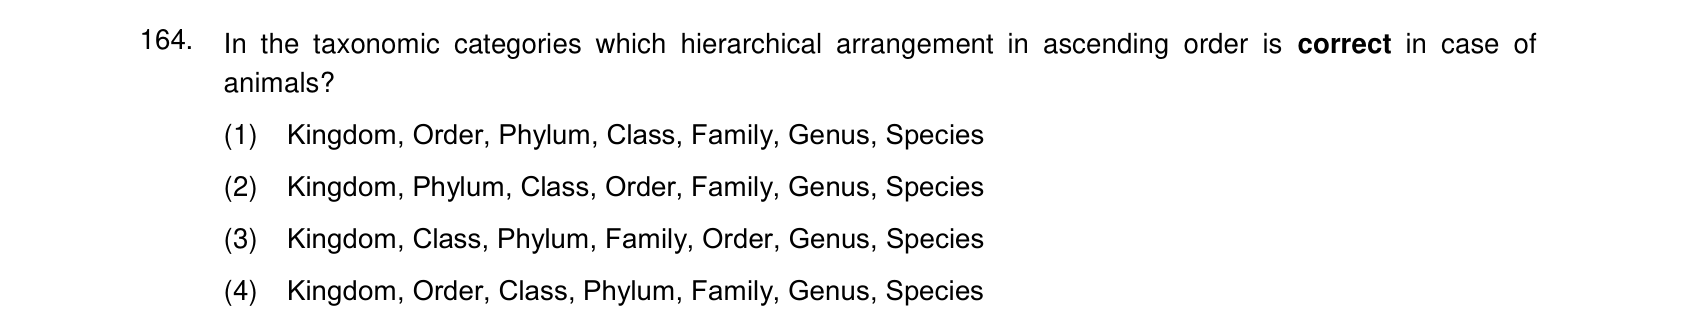 164. In the taxonomic categories which hierarchical arrangement in ascending order is correct in case of
animals?
(1) Kingdom, Order, Phylum, Class, Family, Genus, Species
(2) Kingdom, Phylum, Class, Order, Family, Genus, Species
(3) Kingdom, Class, Phylum, Family, Order, Genus, Species
(4) Kingdom, Order, Class, Phylum, Family, Genus, Species